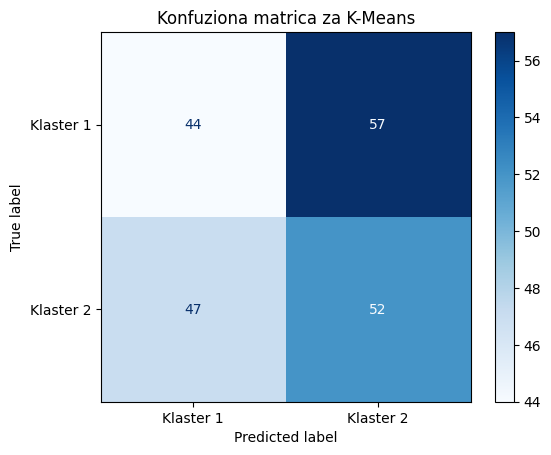 Konfuziona matrica za K-Means
Klaster 1
44
57
Klaster 2
47
52
Klaster 1
Klaster 2
Predicted label
True label
56
54
52
50
48
46
44